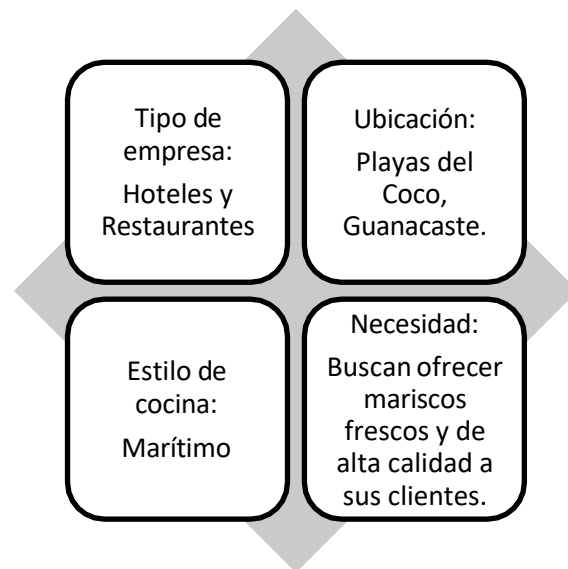 Tipo de
empresa:
Hoteles y
Restaurantes
Ubicación:
Playas del
Coco,
Guanacaste.
Estilo de
cocina:
Marítimo
Necesidad:
Buscan ofrecer
mariscos
frescos y de
alta calidad a
sus clientes.